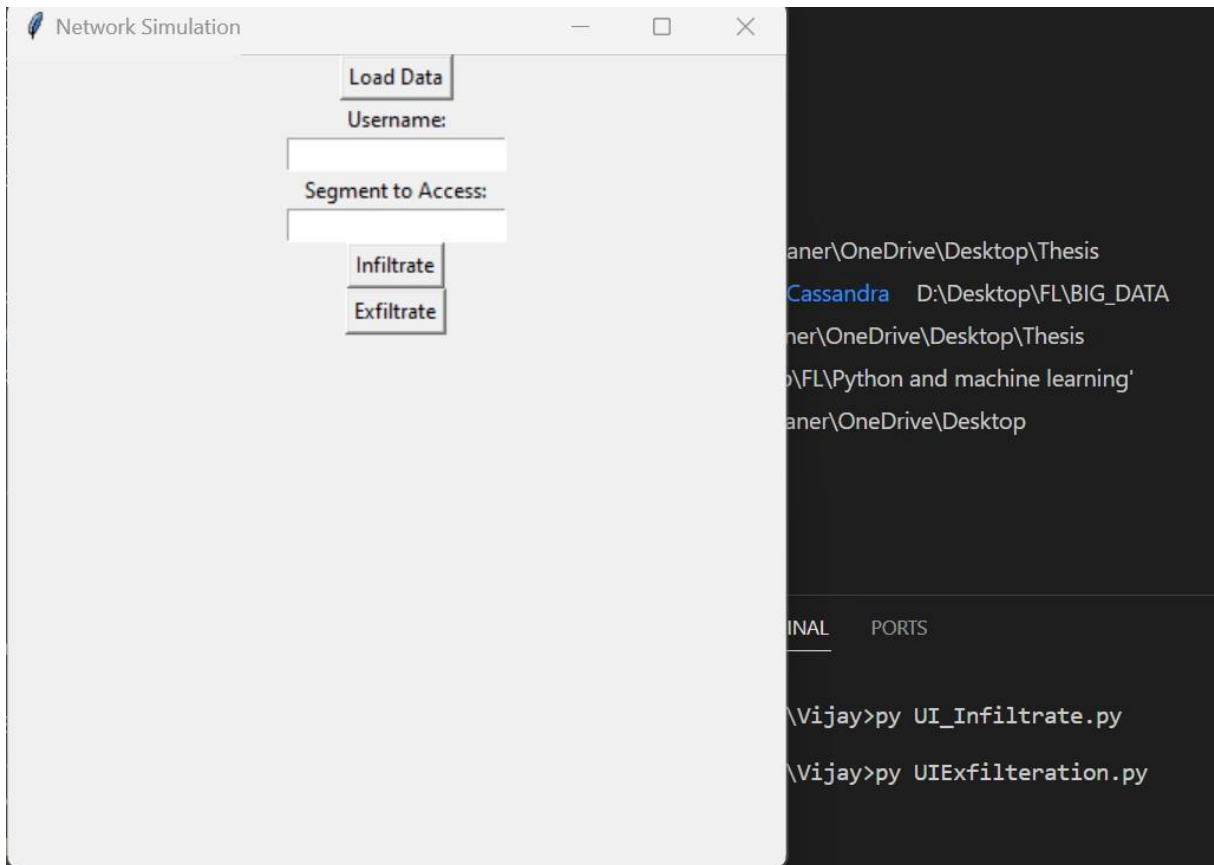 Network Simulation
Load Data
Username:
Segment to Access:
Infiltrate
Exfiltrate
aner\OneDrive\Desktop\Thesis
Cassandra D:\Desktop\FL\BIG_DATA
ner\OneDrive\Desktop\Thesis
\FL\Python and machine learning'
aner\OneDrive\Desktop
INAL PORTS
\Vijay>py UI_Infiltrate.py
\Vijay>py UIExfilteration.py